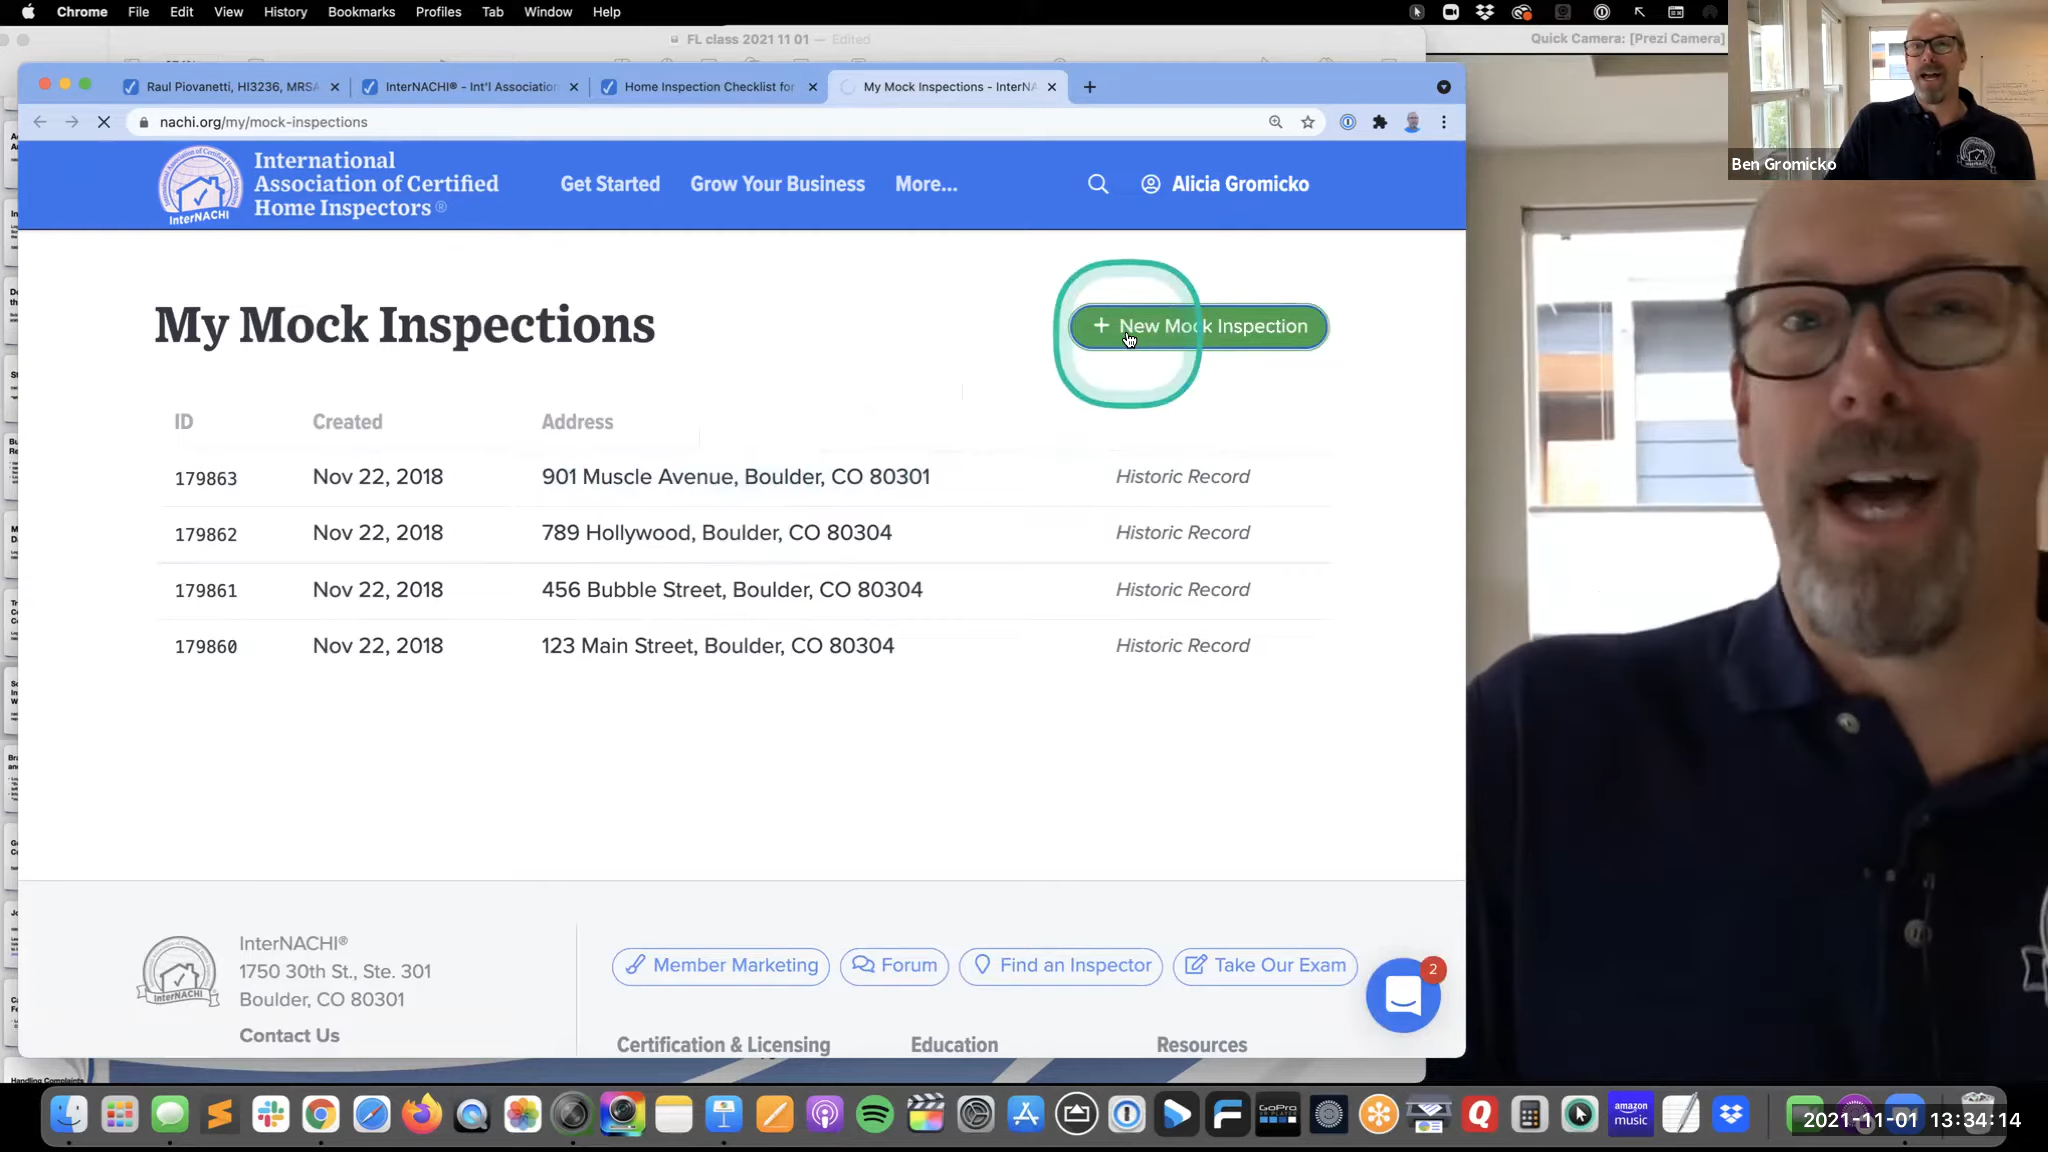 Chrome File Edit View History Bookmarks Profiles Tab Window Help
FL class 2021 11 01 — Edited
Quick Camera: [Prezi Camera]
Raul Piovanetti, HI3236, MRSA
InterNACHI® - Int'l Association
Home Inspection Checklist for
My Mock Inspections - InterNA
nachi.org/my/mock-inspections
Ben Gromicko
International
Association of Certified
Home Inspectors ®
InterNACHI
Get Started Grow Your Business More... Alicia Gromicko
My Mock Inspections
+ New Mock Inspection
ID Created Address
179863 Nov 22, 2018 901 Muscle Avenue, Boulder, CO 80301 Historic Record
179862 Nov 22, 2018 789 Hollywood, Boulder, CO 80304 Historic Record
179861 Nov 22, 2018 456 Bubble Street, Boulder, CO 80304 Historic Record
179860 Nov 22, 2018 123 Main Street, Boulder, CO 80304 Historic Record
InterNACHI
InterNACHI®
1750 30th St., Ste. 301
Boulder, CO 80301
Contact Us
Member Marketing Forum Find an Inspector Take Our Exam
2
Certification & Licensing Education Resources
Handling Complaints
GoPro
amazon
music
2021-11-01 13:34:14